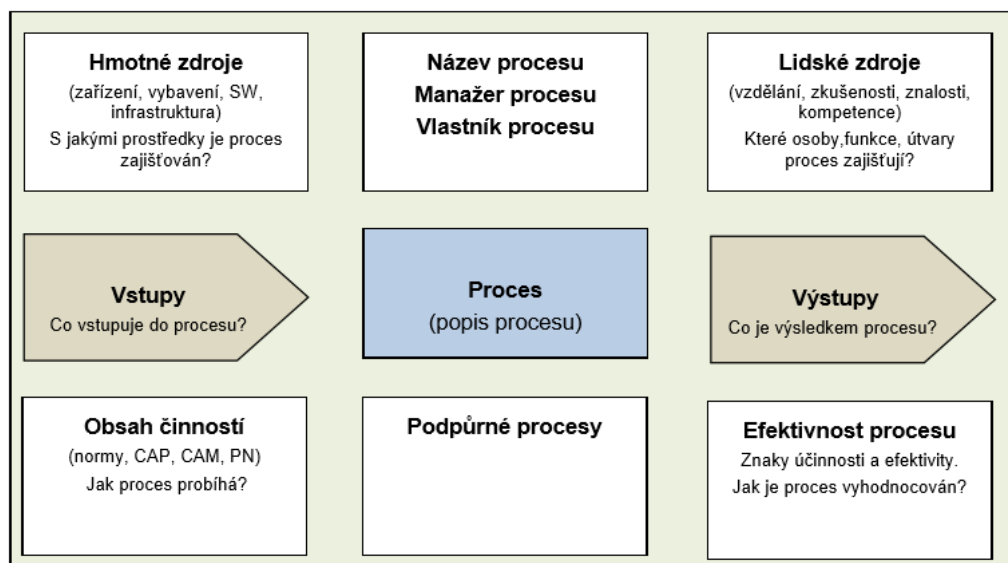 Hmotné zdroje
(zařízení, vybavení, SW,
infrastruktura)
S jakými prostředky je proces
zajišťován?
Název procesu
Manažer procesu
Vlastník procesu
Lidské zdroje
(vzdělání, zkušenosti, znalosti,
kompetence)
Které osoby,funkce, útvary
proces zajišťují?
Vstupy
Co vstupuje do procesu?
Proces
(popis procesu)
Výstupy
Co je výsledkem procesu?
Obsah činností
(normy, CAP, CAM, PN)
Jak proces probíhá?
Podpůrné procesy
Efektivnost procesu
Znaky účinnosti a efektivity.
Jak je proces vyhodnocován?